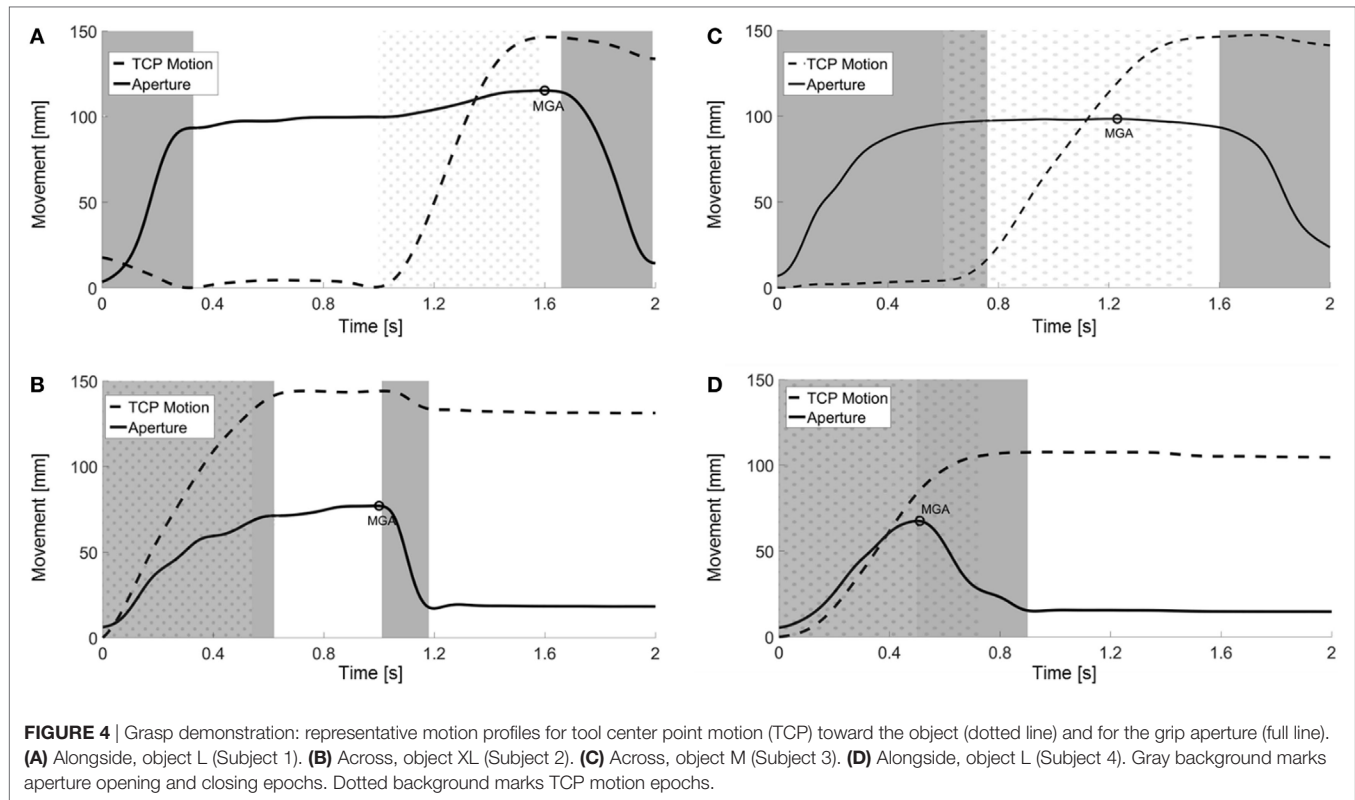 A
150
100
50
0
Movement [mm]
TCP Motion
Aperture
MGA
0 0.4 0.8 1.2 1.6 2
Time [s]
C
150
100
50
0
Movement [mm]
TCP Motion
Aperture
MGA
0 0.4 0.8 1.2 1.6 2
Time [s]
B
150
100
50
0
Movement [mm]
TCP Motion
Aperture
MGA
0 0.4 0.8 1.2 1.6 2
Time [s]
D
150
100
50
0
Movement [mm]
TCP Motion
Aperture
MGA
0 0.4 0.8 1.2 1.6 2
Time [s]
FIGURE 4 | Grasp demonstration: representative motion profiles for tool center point motion (TCP) toward the object (dotted line) and for the grip aperture (full line).
(A) Alongside, object L (Subject 1). (B) Across, object XL (Subject 2). (C) Across, object M (Subject 3). (D) Alongside, object L (Subject 4). Gray background marks
aperture opening and closing epochs. Dotted background marks TCP motion epochs.